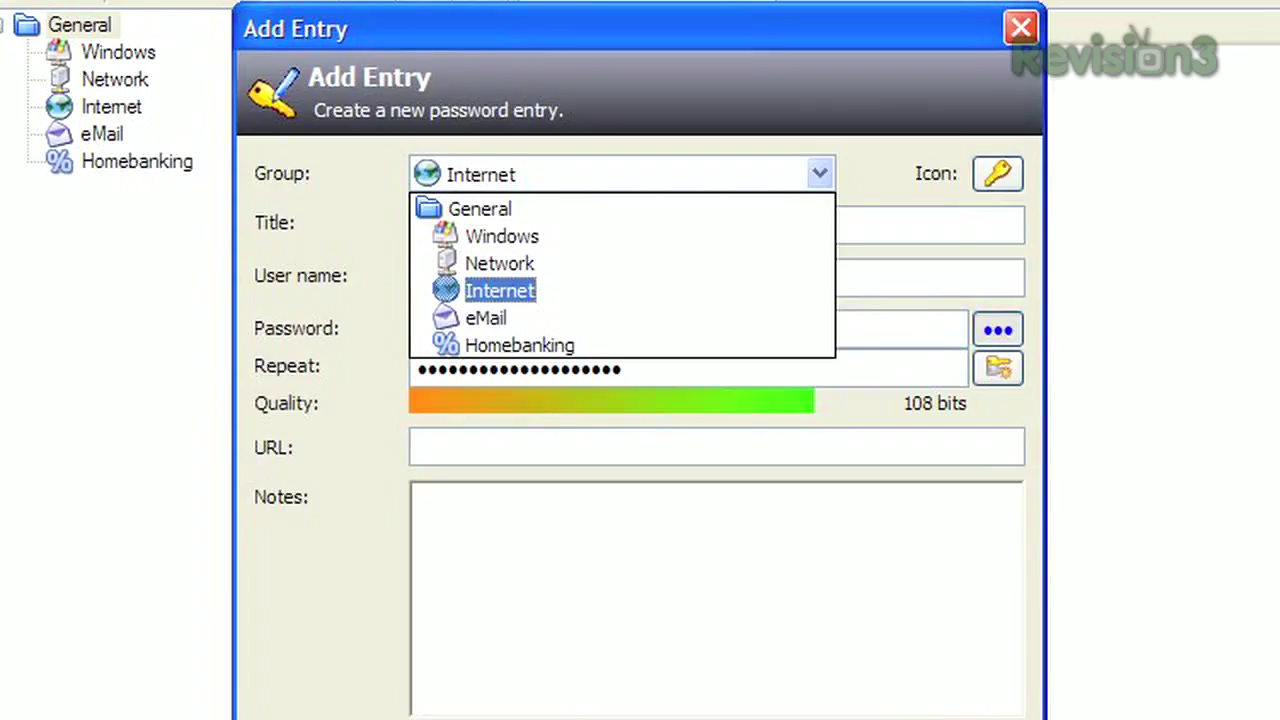 General
Windows
Network
Internet
eMail
Homebanking
Add Entry
Add Entry
Create a new password entry.
Group:
Internet
Icon:
General
Windows
Network
Internet
eMail
Homebanking
Title:
User name:
Password:
Repeat:
••••••••••••••••••••
Quality:
108 bits
URL:
Notes:
Revision3